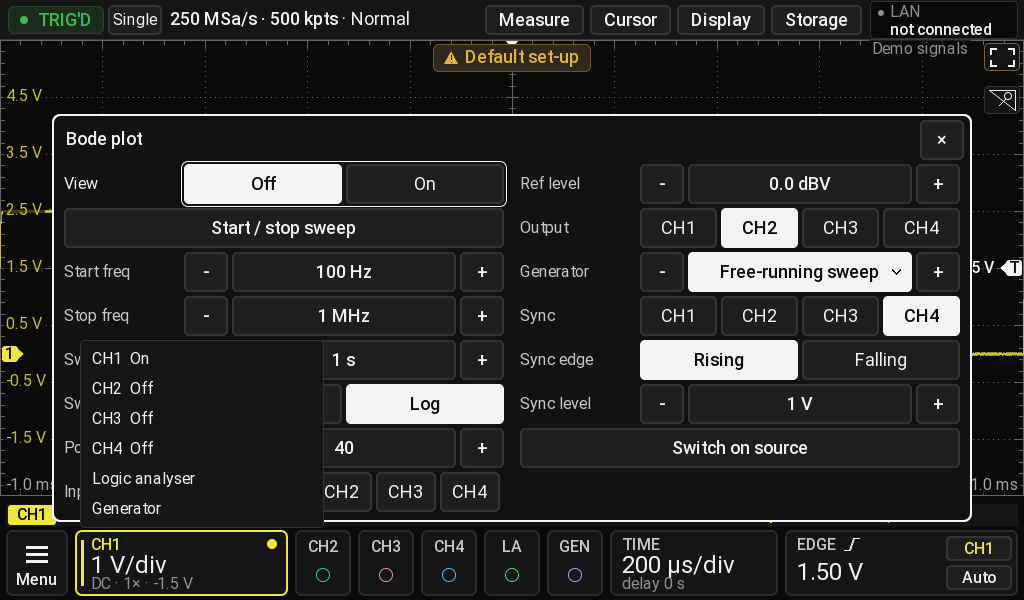 TRIG'D Single 250 MSa/s · 500 kpts · Normal Measure Cursor Display Storage LAN
not connected
Demo signals
Default set-up
4.5 V
3.5 V
2.5 V
1.5 V
0.5 V
-0.5 V
-1.5 V
-1.0 ms
Bode plot ×
View Off On
Start / stop sweep
Start freq - 100 Hz +
Stop freq - 1 MHz +
1 s +
Log
40 +
CH2 CH3 CH4
Ref level - 0.0 dBV +
Output CH1 CH2 CH3 CH4
Generator - Free-running sweep +
Sync CH1 CH2 CH3 CH4
Sync edge Rising Falling
Sync level - 1 V +
Switch on source
CH1 On
CH2 Off
CH3 Off
CH4 Off
Logic analyser
Generator
5 V T
1
1.0 ms
CH1
Menu
CH1
1 V/div
DC · 1× · -1.5 V
CH2 CH3 CH4 LA GEN
TIME
200 µs/div
delay 0 s
EDGE CH1
1.50 V Auto